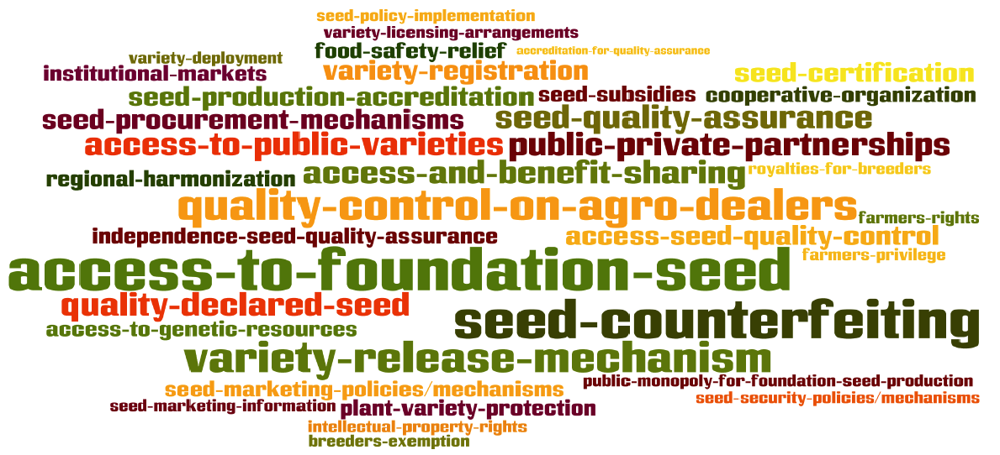 seed-policy-implementation
variety-licensing-arrangements
food-safety-relief
accreditation-for-quality-assurance
variety-deployment
institutional-markets
variety-registration
seed-certification
seed-production-accreditation
seed-subsidies
cooperative-organization
seed-procurement-mechanisms
seed-quality-assurance
access-to-public-varieties
public-private-partnerships
regional-harmonization
access-and-benefit-sharing
royalties-for-breeders
quality-control-on-agro-dealers
farmers-rights
independence-seed-quality-assurance
access-seed-quality-control
farmers-privilege
access-to-foundation-seed
quality-declared-seed
seed-counterfeiting
access-to-genetic-resources
variety-release-mechanism
public-monopoly-for-foundation-seed-production
seed-marketing-policies/mechanisms
seed-security-policies/mechanisms
seed-marketing-information
plant-variety-protection
intellectual-property-rights
breeders-exemption